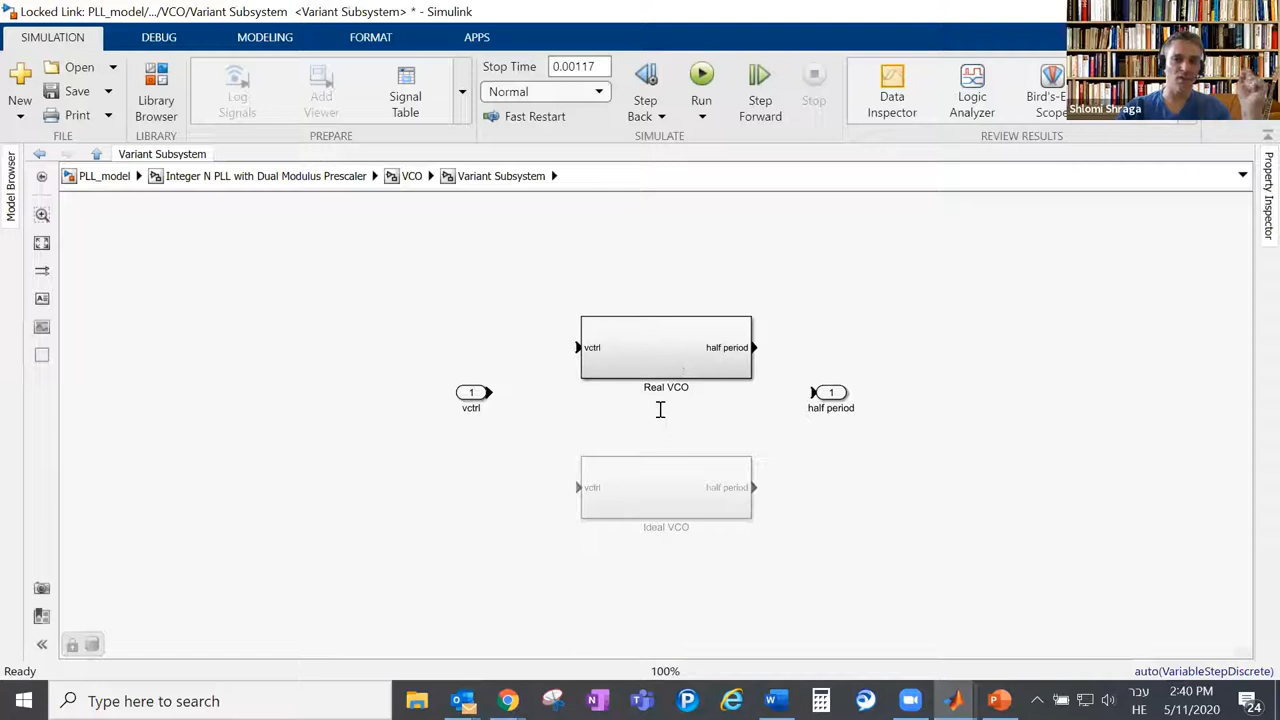 Locked Link: PLL_model/.../VCO/Variant Subsystem <Variant Subsystem> * - Simulink
SIMULATION DEBUG MODELING FORMAT APPS
New
Open
Save
Print
FILE
Library Browser
LIBRARY
Log Signals
Add Viewer
Signal Table
PREPARE
Stop Time 0.00117
Normal
Fast Restart
Step Back
Run
Step Forward
Stop
SIMULATE
Data Inspector
Logic Analyzer
Bird's-E
Scope
REVIEW RESULTS
Shlomi Shraga
Variant Subsystem
PLL_model Integer N PLL with Dual Modulus Prescaler VCO Variant Subsystem
Model Browser
Property Inspector
vctrl half period
Real VCO
1
vctrl
1
half period
vctrl half period
Ideal VCO
Ready 100% auto(VariableStepDiscrete)
Type here to search
עבר
HE
2:40 PM
5/11/2020
24